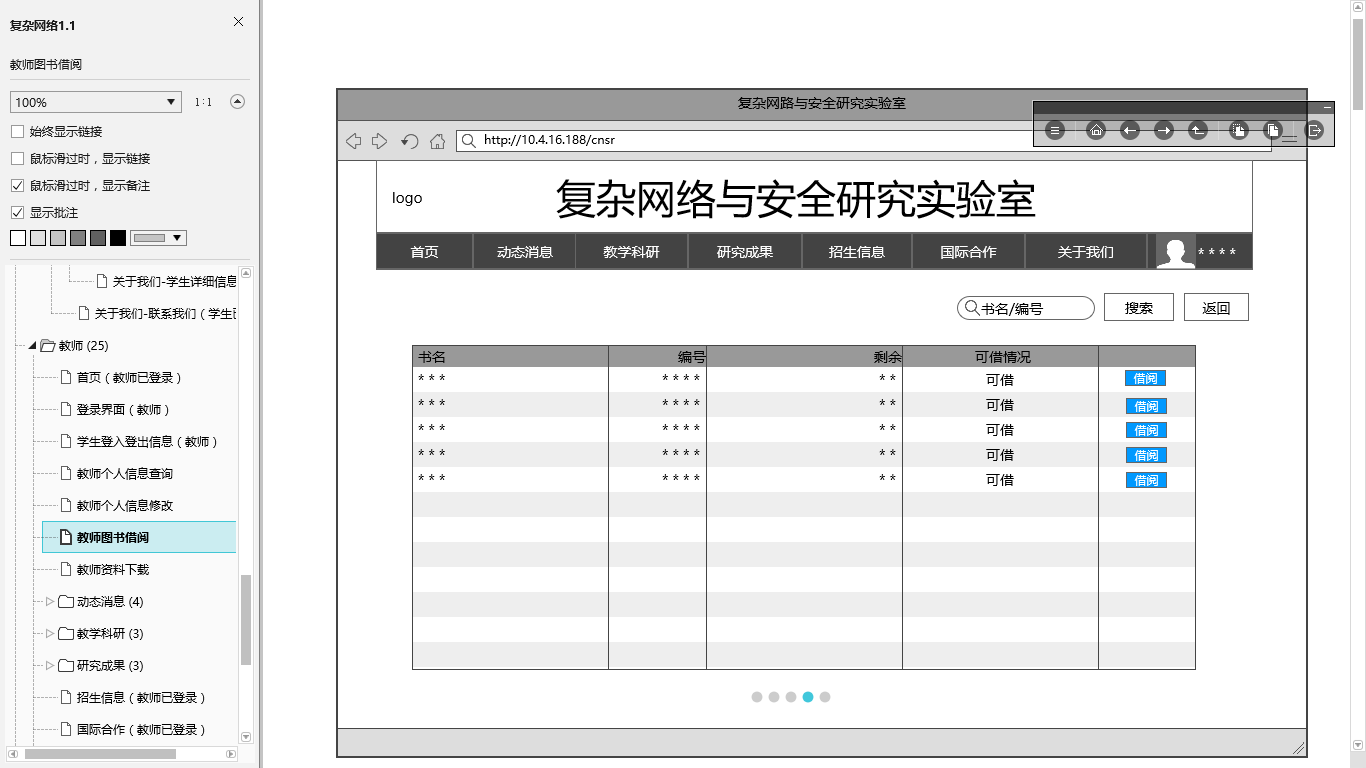 复杂网络1.1
教师图书借阅
100%
1:1
始终显示链接
鼠标滑过时，显示链接
鼠标滑过时，显示备注
显示批注
关于我们-学生详细信息
关于我们-联系我们（学生已
教师 (25)
首页（教师已登录）
登录界面（教师）
学生登入登出信息（教师）
教师个人信息查询
教师个人信息修改
教师图书借阅
教师资料下载
动态消息 (4)
教学科研 (3)
研究成果 (3)
招生信息（教师已登录）
国际合作（教师已登录）
复杂网路与安全研究实验室
http://10.4.16.188/cnsr
logo
复杂网络与安全研究实验室
首页 动态消息 教学科研 研究成果 招生信息 国际合作 关于我们 ****
书名/编号 搜索 返回
书名 编号 剩余 可借情况
*** **** ** 可借 借阅
*** **** ** 可借 借阅
*** **** ** 可借 借阅
*** **** ** 可借 借阅
*** **** ** 可借 借阅